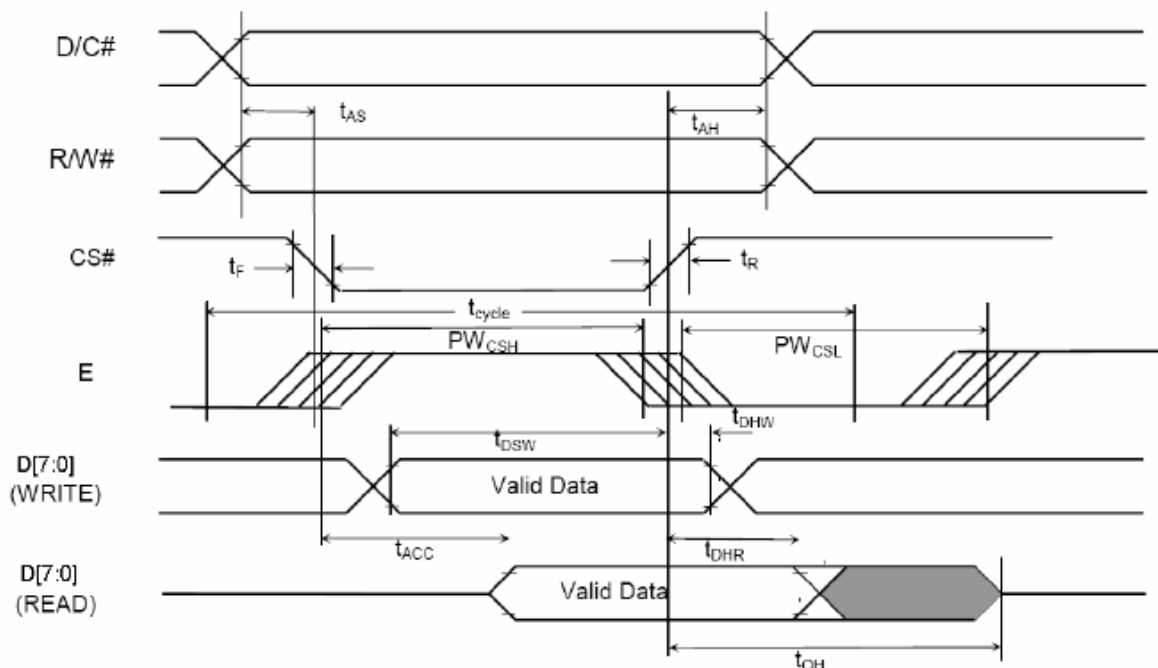 D/C#
tAS
tAH
R/W#
CS#
tF
tR
tcycle
PWCSH
PWCSL
E
tDHW
tDSW
D[7:0]
(WRITE)
Valid Data
tACC
tDHR
D[7:0]
(READ)
Valid Data
tOH